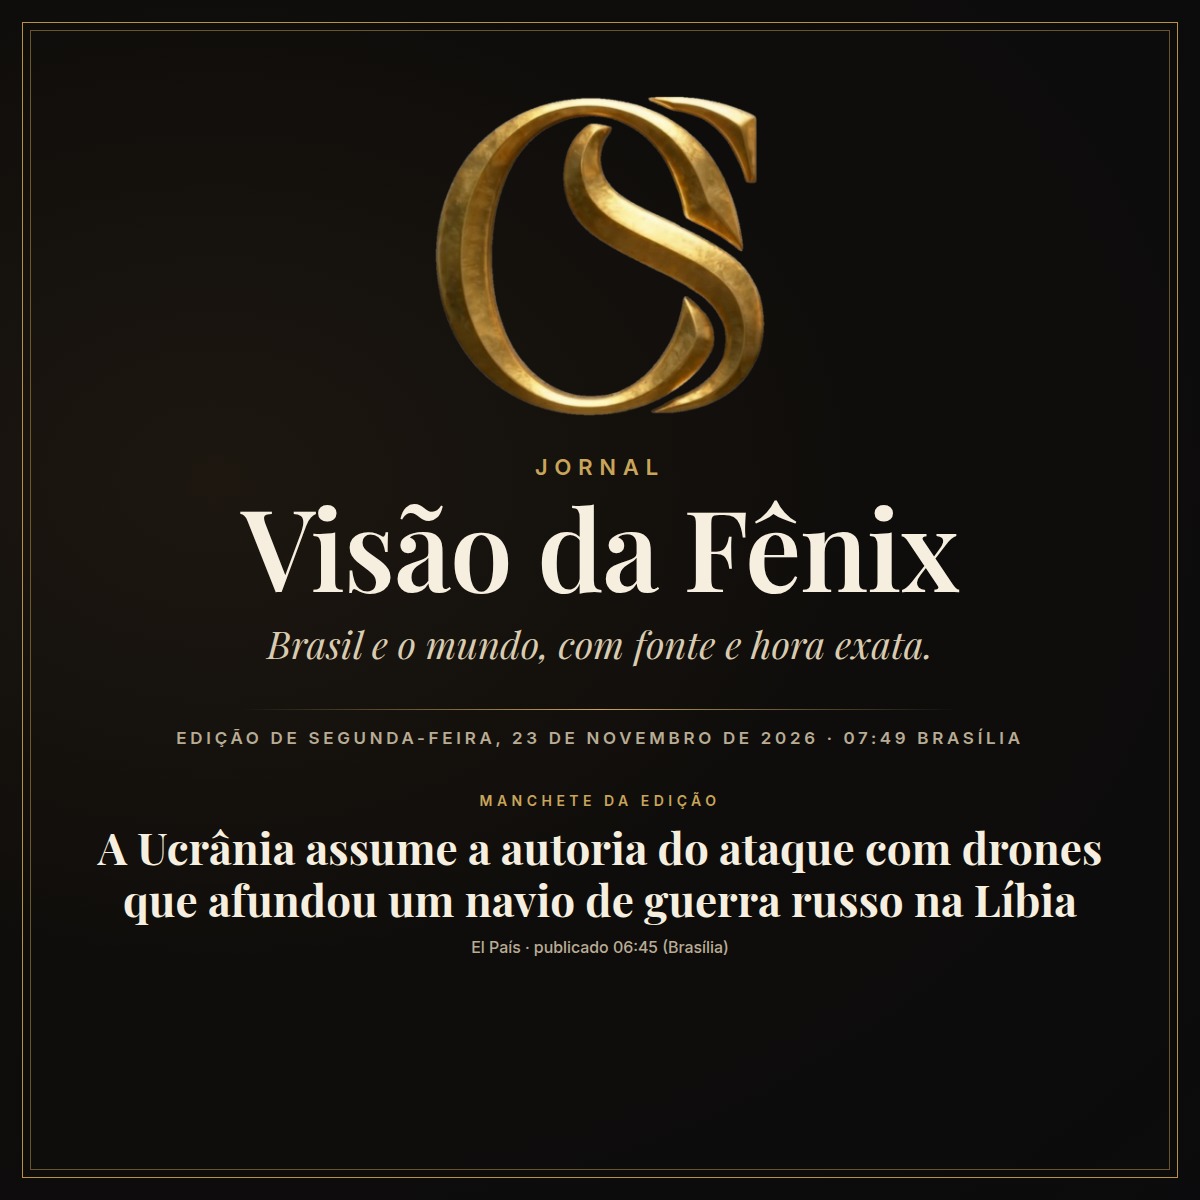 CS
JORNAL
Visão da Fênix
Brasil e o mundo, com fonte e hora exata.
EDIÇÃO DE SEGUNDA-FEIRA, 23 DE NOVEMBRO DE 2026 · 07:49 BRASÍLIA
MANCHETE DA EDIÇÃO
A Ucrânia assume a autoria do ataque com drones
que afundou um navio de guerra russo na Líbia
El País · publicado 06:45 (Brasília)